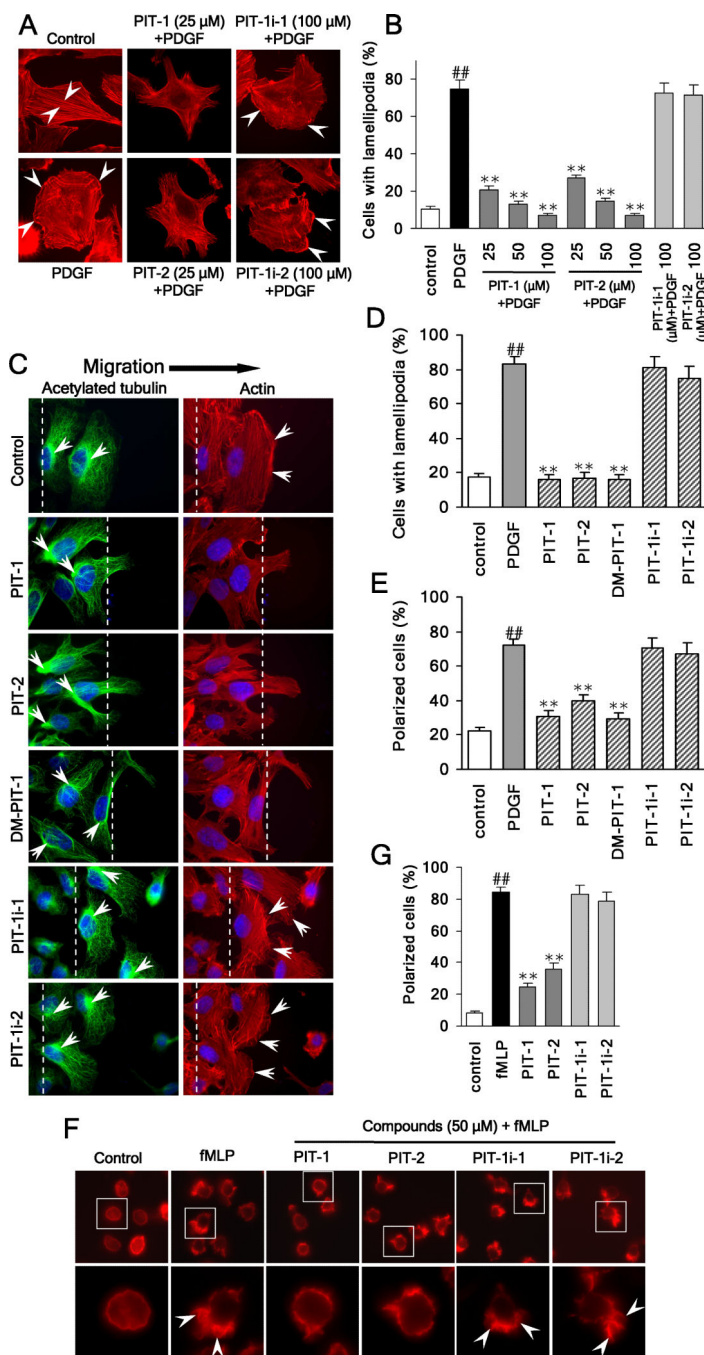 A
Control
PIT-1 (25 µM)
+PDGF
PIT-1i-1 (100 µM)
+PDGF
PDGF
PIT-2 (25 µM)
+PDGF
PIT-1i-2 (100 µM)
+PDGF
B
Cells with lamellipodia (%)
80
60
40
20
0
##
** ** ** ** ** **
control
PDGF
25
50
100
25
50
100
100
100
PIT-1 (µM)
+PDGF
PIT-2 (µM)
+PDGF
PIT-1i-1
(µM)+PDGF
PIT-1i-2
(µM)+PDGF
C
Migration
Acetylated tubulin
Actin
Control
PIT-1
PIT-2
DM-PIT-1
PIT-1i-1
PIT-1i-2
D
Cells with lamellipodia (%)
100
80
60
40
20
0
##
** ** **
control
PDGF
PIT-1
PIT-2
DM-PIT-1
PIT-1i-1
PIT-1i-2
E
Polarized cells (%)
100
80
60
40
20
0
##
** ** **
control
PDGF
PIT-1
PIT-2
DM-PIT-1
PIT-1i-1
PIT-1i-2
G
Polarized cells (%)
100
80
60
40
20
0
##
** **
control
fMLP
PIT-1
PIT-2
PIT-1i-1
PIT-1i-2
F
Compounds (50 µM) + fMLP
Control
fMLP
PIT-1
PIT-2
PIT-1i-1
PIT-1i-2